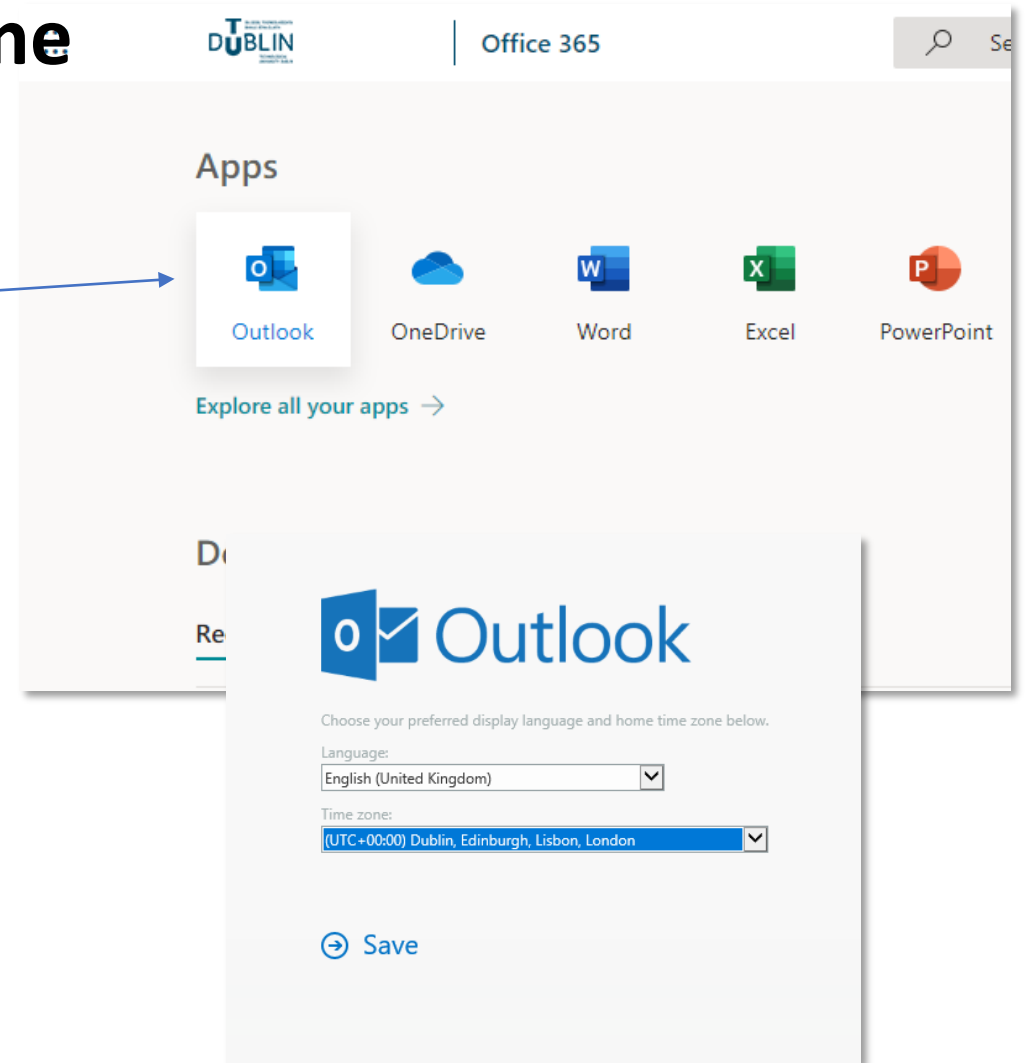 ne
DUBLIN
Office 365
Se
Apps
O
W
X
P
Outlook
OneDrive
Word
Excel
PowerPoint
Explore all your apps →
Re
O Outlook
Choose your preferred display language and home time zone below.
Language:
English (United Kingdom)
Time zone:
(UTC+00:00) Dublin, Edinburgh, Lisbon, London
Save